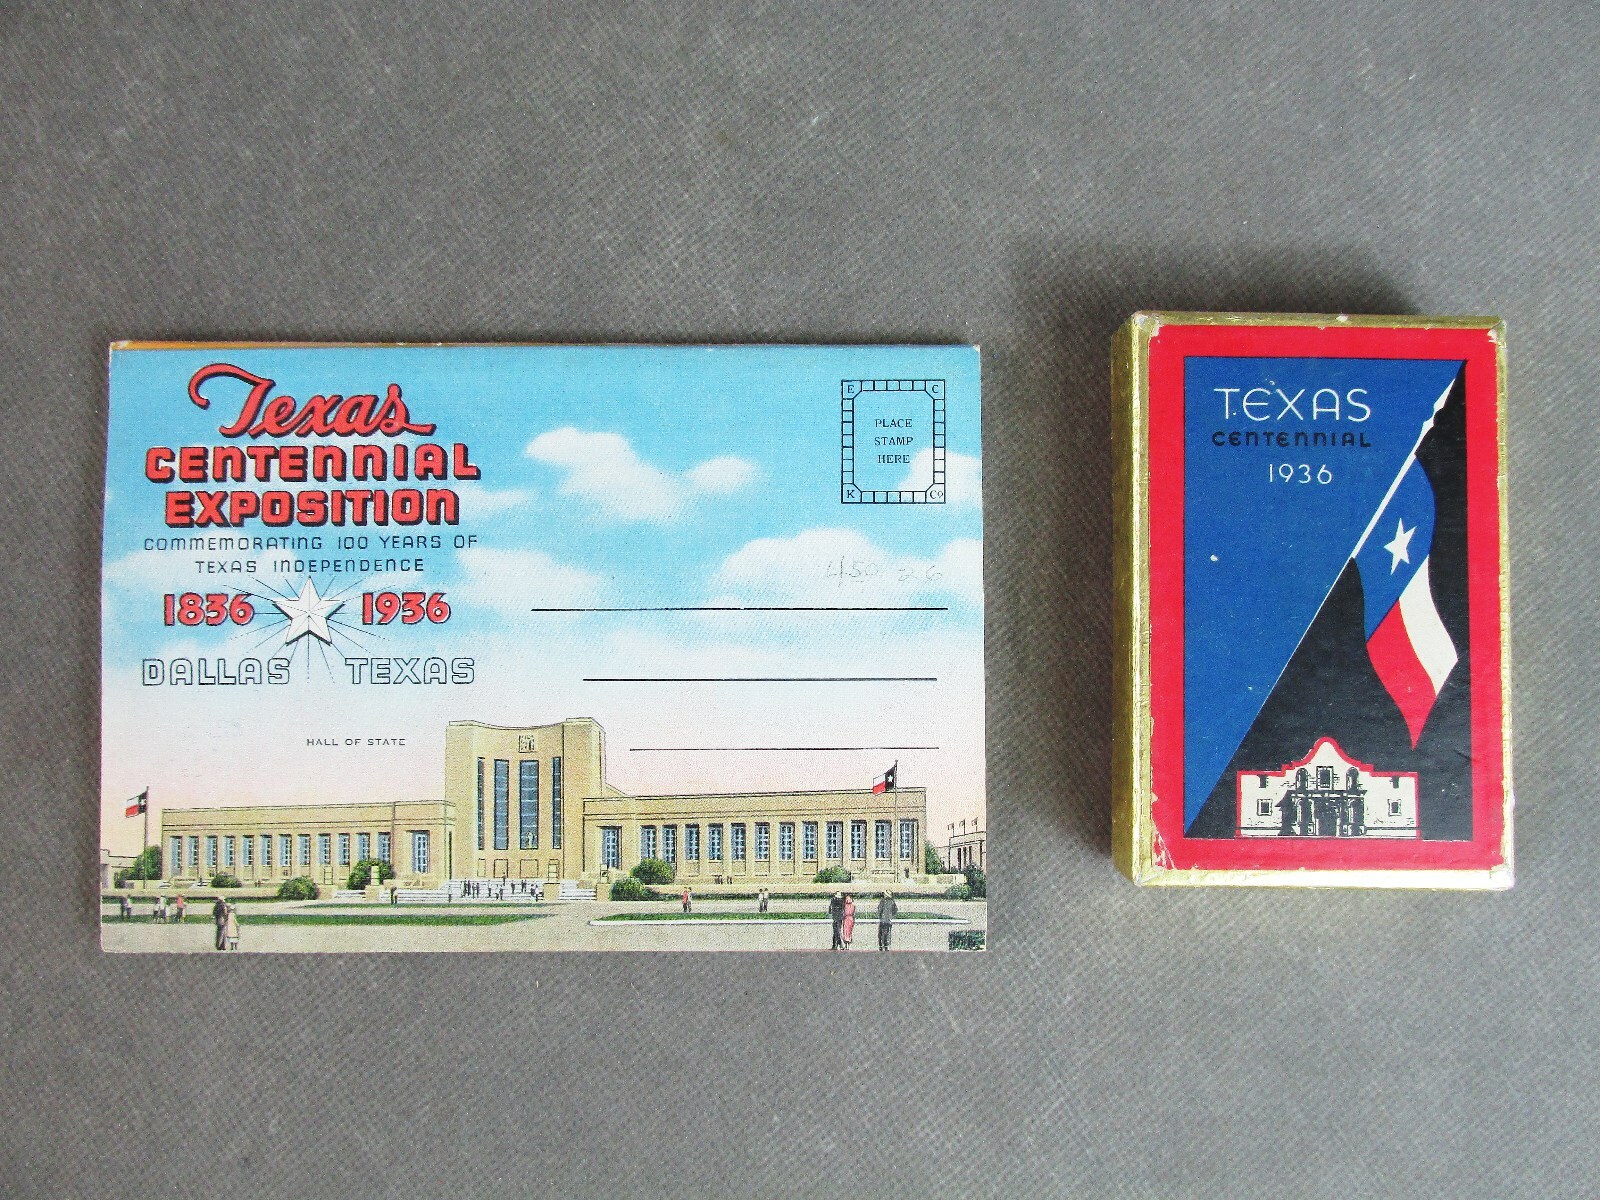 Texas
CENTENNIAL
EXPOSITION
COMMEMORATING 100 YEARS OF
TEXAS INDEPENDENCE
1836 1936
DALLAS TEXAS
HALL OF STATE
E C
PLACE
STAMP
HERE
K Co
450
TEXAS
CENTENNIAL
1936